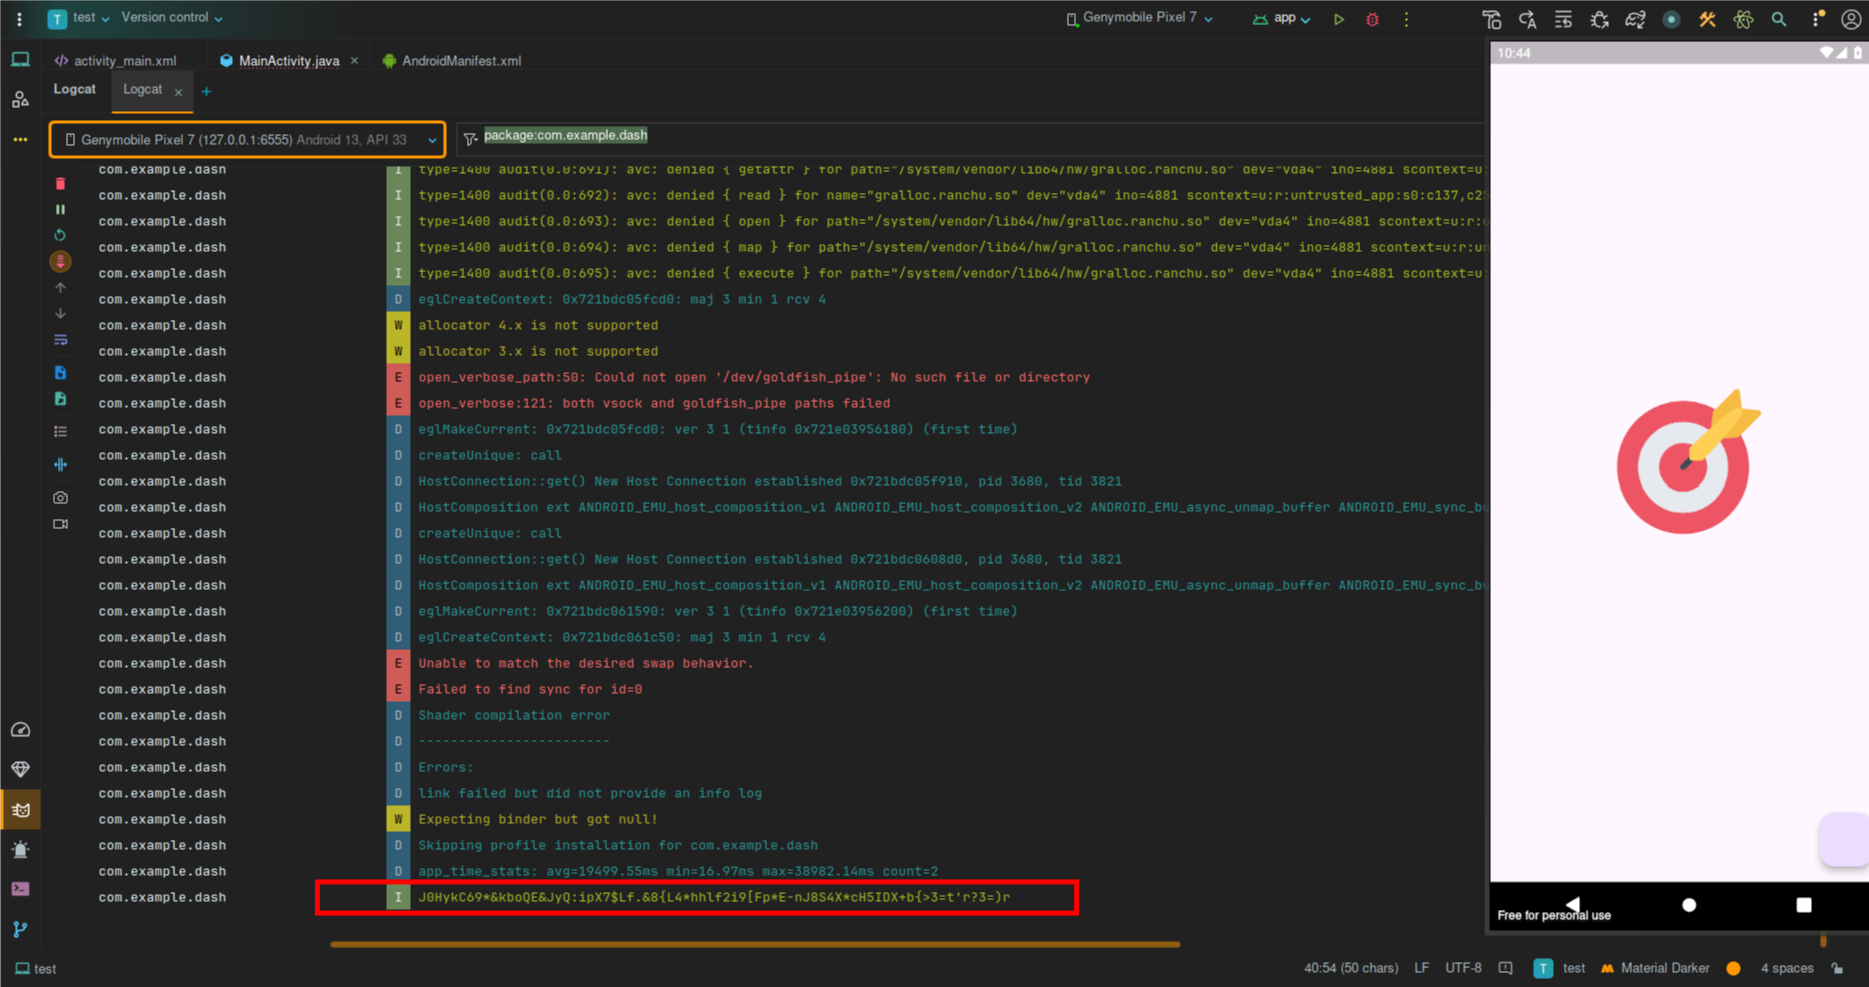 T test Version control
Genymobile Pixel 7
app
activity_main.xml
MainActivity.java
AndroidManifest.xml
Logcat
Logcat
Genymobile Pixel 7 (127.0.0.1:6555) Android 13, API 33
package:com.example.dash
com.example.dash I type=1400 audit(0.0:691): avc: denied { getattr } for path="/system/vendor/lib64/hw/gralloc.ranchu.so" dev="vda4" ino=4881 scontext=u
com.example.dash I type=1400 audit(0.0:692): avc: denied { read } for name="gralloc.ranchu.so" dev="vda4" ino=4881 scontext=u:r:untrusted_app:s0:c137,c25
com.example.dash I type=1400 audit(0.0:693): avc: denied { open } for path="/system/vendor/lib64/hw/gralloc.ranchu.so" dev="vda4" ino=4881 scontext=u:r:u
com.example.dash I type=1400 audit(0.0:694): avc: denied { map } for path="/system/vendor/lib64/hw/gralloc.ranchu.so" dev="vda4" ino=4881 scontext=u:r:un
com.example.dash I type=1400 audit(0.0:695): avc: denied { execute } for path="/system/vendor/lib64/hw/gralloc.ranchu.so" dev="vda4" ino=4881 scontext=u
com.example.dash D eglCreateContext: 0x721bdc05fcd0: maj 3 min 1 rcv 4
com.example.dash W allocator 4.x is not supported
com.example.dash W allocator 3.x is not supported
com.example.dash E open_verbose_path:50: Could not open '/dev/goldfish_pipe': No such file or directory
com.example.dash E open_verbose:121: both vsock and goldfish_pipe paths failed
com.example.dash D eglMakeCurrent: 0x721bdc05fcd0: ver 3 1 (tinfo 0x721e03956180) (first time)
com.example.dash D createUnique: call
com.example.dash D HostConnection::get() New Host Connection established 0x721bdc05f910, pid 3680, tid 3821
com.example.dash D HostComposition ext ANDROID_EMU_host_composition_v1 ANDROID_EMU_host_composition_v2 ANDROID_EMU_async_unmap_buffer ANDROID_EMU_sync_bu
com.example.dash D createUnique: call
com.example.dash D HostConnection::get() New Host Connection established 0x721bdc0608d0, pid 3680, tid 3821
com.example.dash D HostComposition ext ANDROID_EMU_host_composition_v1 ANDROID_EMU_host_composition_v2 ANDROID_EMU_async_unmap_buffer ANDROID_EMU_sync_bu
com.example.dash D eglMakeCurrent: 0x721bdc061590: ver 3 1 (tinfo 0x721e03956200) (first time)
com.example.dash D eglCreateContext: 0x721bdc061c50: maj 3 min 1 rcv 4
com.example.dash E Unable to match the desired swap behavior.
com.example.dash E Failed to find sync for id=0
com.example.dash D Shader compilation error
com.example.dash D ------------------------
com.example.dash D Errors:
com.example.dash D link failed but did not provide an info log
com.example.dash W Expecting binder but got null!
com.example.dash D Skipping profile installation for com.example.dash
com.example.dash D app_time_stats: avg=19499.55ms min=16.97ms max=38982.14ms count=2
com.example.dash I J0HykC69*&kboQE&JyQ:ipX7$Lf.&8{L4*hhlf2i9[Fp*E-nJ8S4X*cH5IDX+b{>3=t'r?3=)r
10:44
Free for personal use
test
40:54 (50 chars) LF UTF-8 T test Material Darker 4 spaces